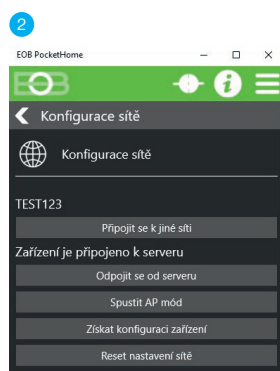 2
EOB PocketHome
EOB
Konfigurace sítě
Konfigurace sítě
TEST123
Připojit se k jiné síti
Zařízení je připojeno k serveru
Odpojit se od serveru
Spustit AP mód
Získat konfiguraci zařízení
Reset nastavení sítě